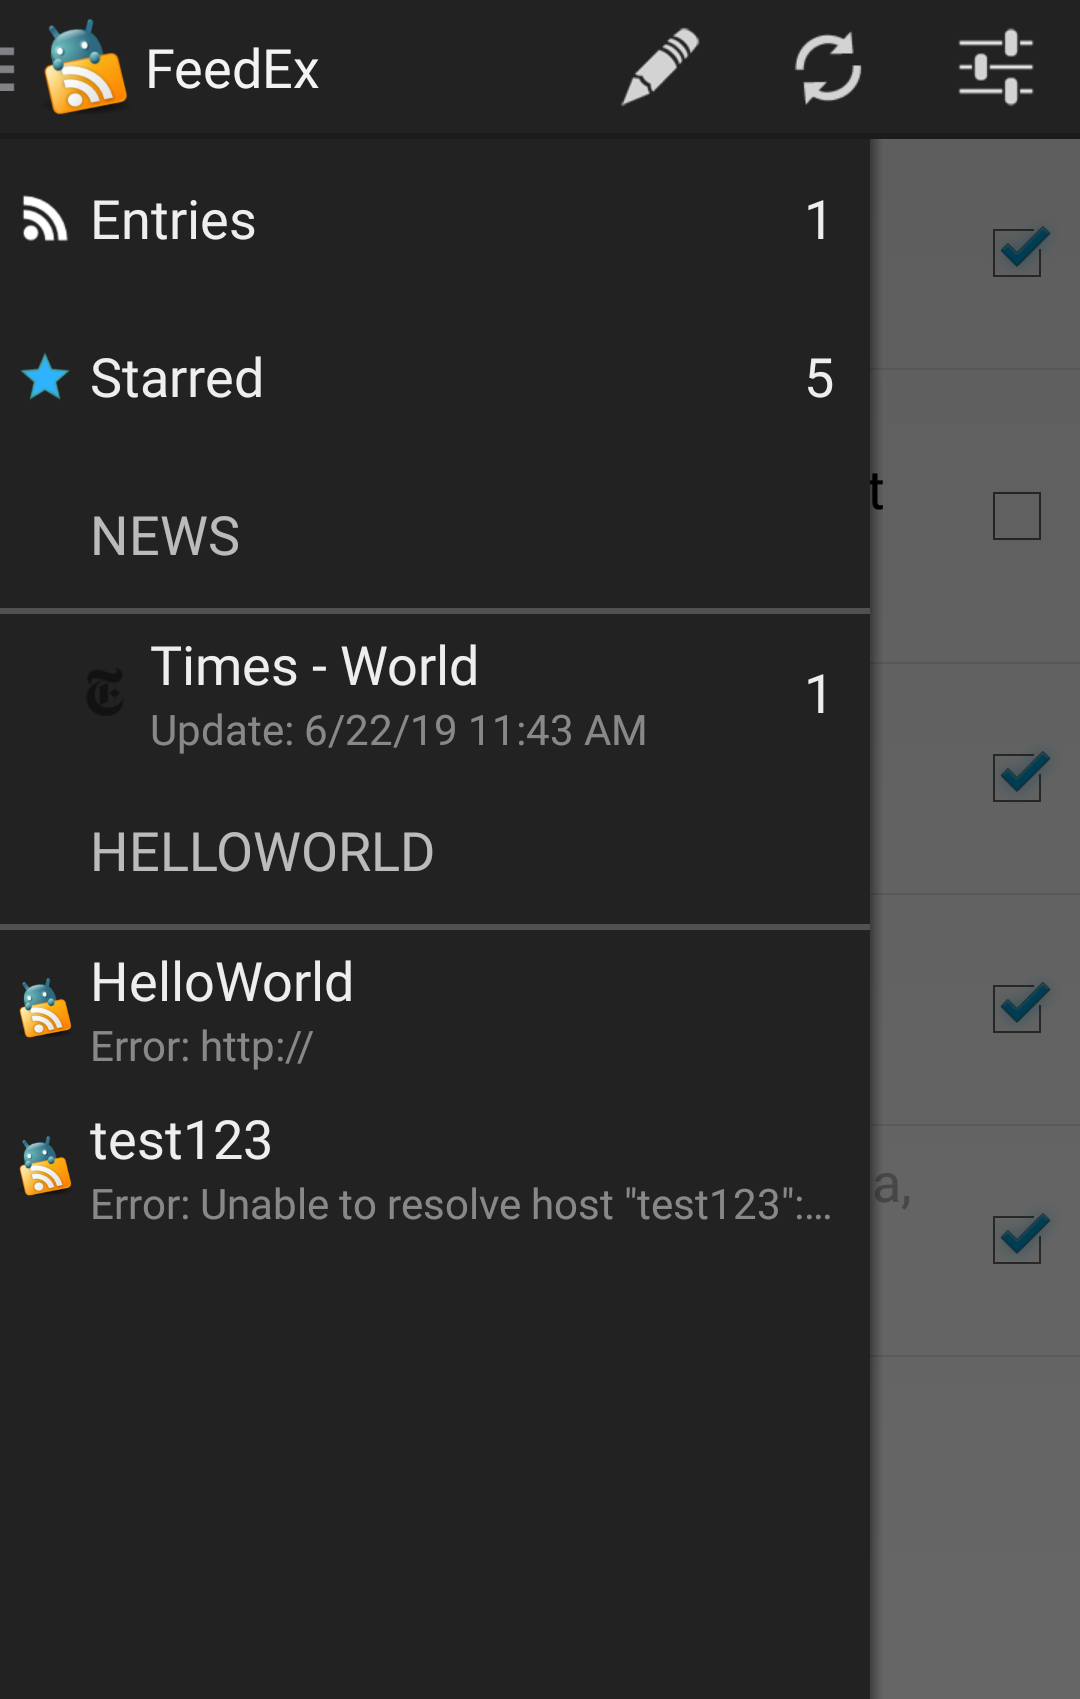 FeedEx
Entries 1
Starred 5
t
NEWS
Times - World 1
Update: 6/22/19 11:43 AM
HELLOWORLD
HelloWorld
Error: http://
test123
a,
Error: Unable to resolve host "test123":...